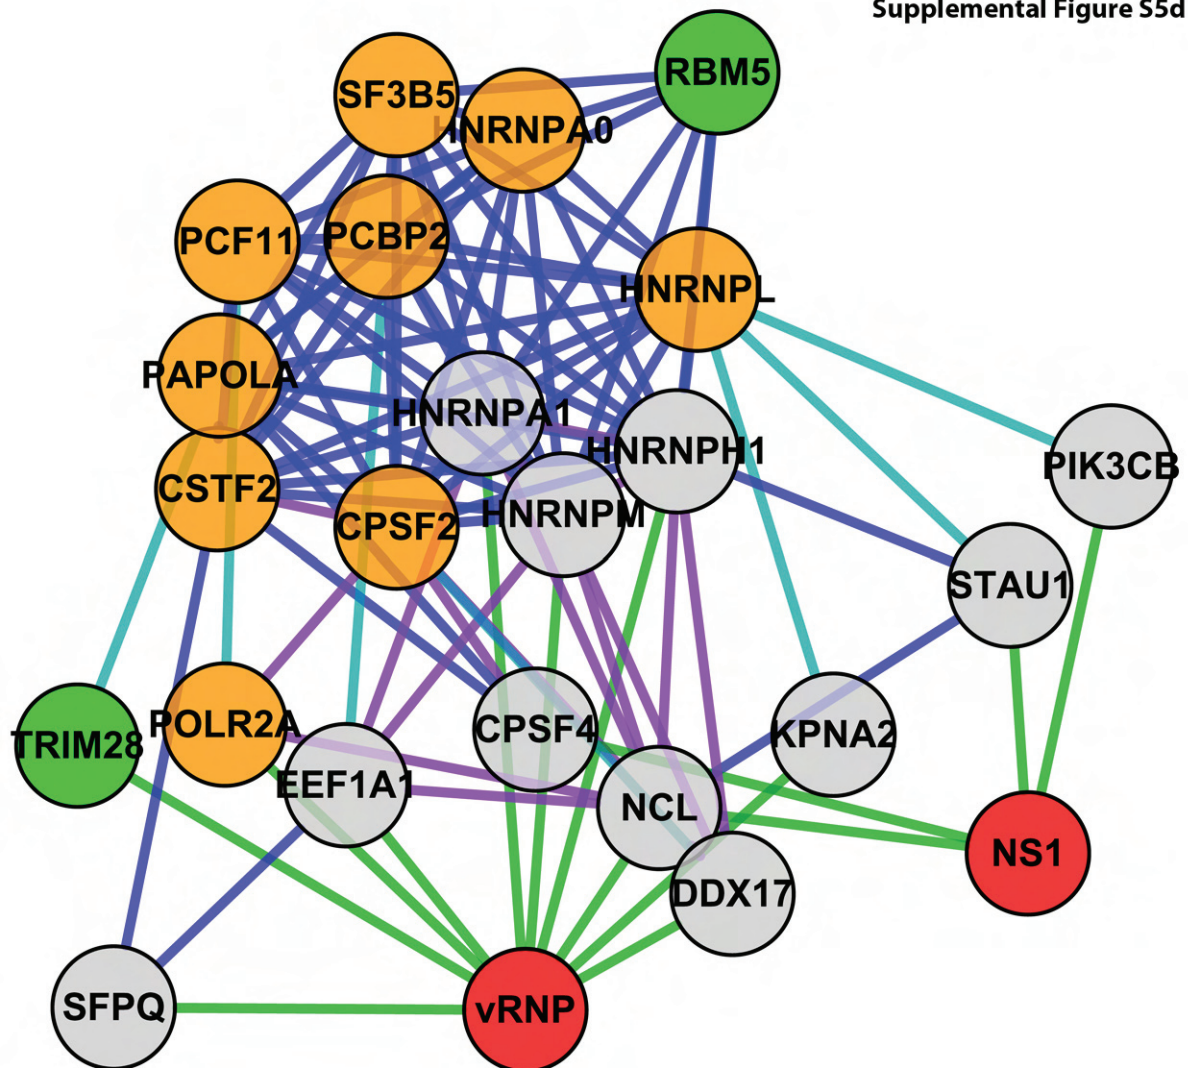 Supplemental Figure S5d
RBM5
SF3B5
HNRNPA0
PCF11
PCBP2
HNRNPL
PAPOLA
HNRNPA1
HNRNPH1
PIK3CB
CSTF2
CPSF2
HNRNPM
STAU1
TRIM28
POLR2A
CPSF4
KPNA2
EEF1A1
NCL
NS1
DDX17
SFPQ
vRNP